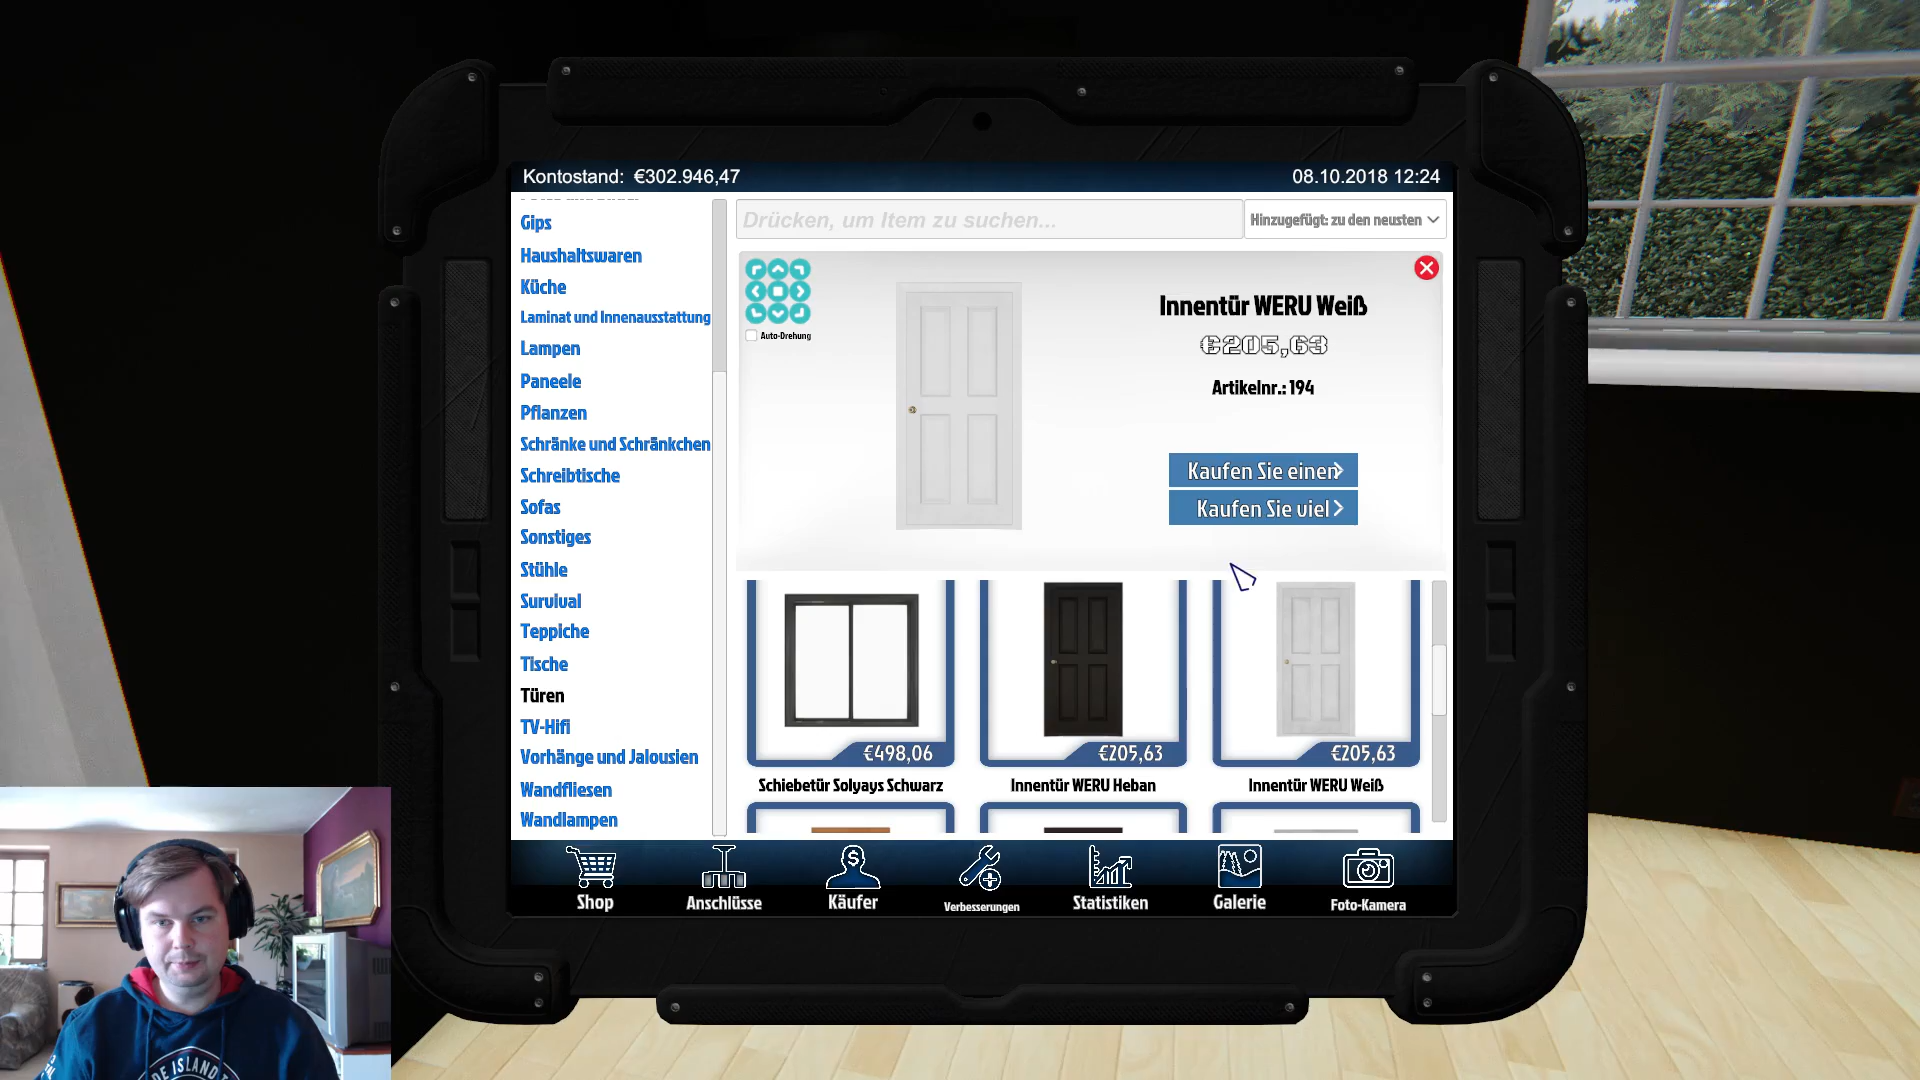 Kontostand: €302.946,47
08.10.2018 12:24
Gips
Haushaltswaren
Küche
Laminat und Innenausstattung
Lampen
Paneele
Pflanzen
Schränke und Schränkchen
Schreibtische
Sofas
Sonstiges
Stühle
Survival
Teppiche
Tische
Türen
TV-Hifi
Vorhänge und Jalousien
Wandfliesen
Wandlampen
Drücken, um Item zu suchen...
Hinzugefügt: zu den neusten
Auto-Drehung
Innentür WERU Weiß
€205,63
Artikelnr.: 194
Kaufen Sie einen
Kaufen Sie viel
€498,06
€205,63
€205,63
Schiebetür Solyays Schwarz
Innentür WERU Heban
Innentür WERU Weiß
Shop
Anschlüsse
Käufer
Verbesserungen
Statistiken
Galerie
Foto-Kamera
DE ISLAND